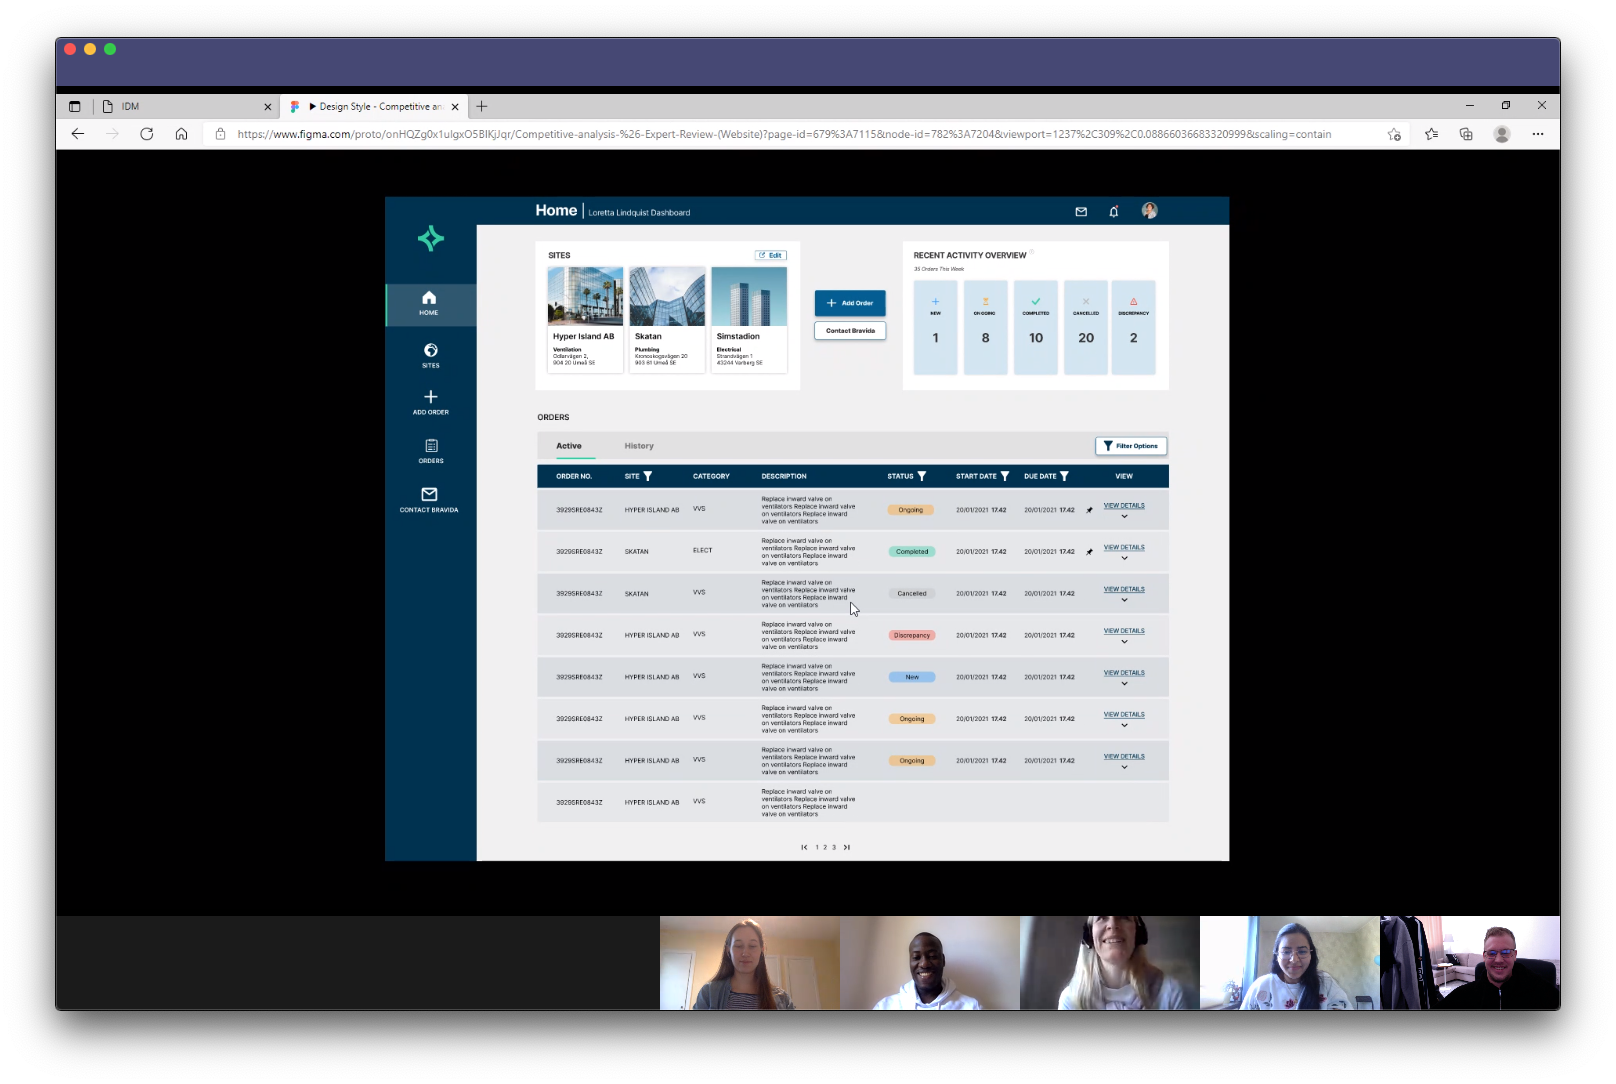 IDM
Design Style - Competitive an
https://www.figma.com/proto/onHQZg0x1uIgxO5BIKjJqr/Competitive-analysis-%26-Expert-Review-(Website)?page-id=679%3A7115&node-id=782%3A7204&viewport=1237%2C309%2C0.08866036683320999&scaling=contain
Home | Loretta Lindquist Dashboard
HOME
SITES
ADD ORDER
ORDERS
CONTACT BRAVIDA
SITES
Edit
Hyper Island AB
Ventilation
Odlarvägen 2,
904 20 Umeå SE
Skatan
Plumbing
Kronoskogsvägen 20
903 61 Umeå SE
Simstadion
Electrical
Strandvägen 1
43244 Varberg SE
+ Add Order
Contact Bravida
RECENT ACTIVITY OVERVIEW
35 Orders This Week
NEW
1
ON GOING
8
COMPLETED
10
CANCELLED
20
DISCREPANCY
2
ORDERS
Active History Filter Options
ORDER NO. SITE CATEGORY DESCRIPTION STATUS START DATE DUE DATE VIEW
3929SRE0843Z HYPER ISLAND AB VVS Replace inward valve on
ventilators Replace inward valve
on ventilators Replace inward
valve on ventilators
Ongoing 20/01/2021 17.42 20/01/2021 17.42 VIEW DETAILS
3929SRE0843Z SKATAN ELECT Replace inward valve on
ventilators Replace inward valve
on ventilators Replace inward
valve on ventilators
Completed 20/01/2021 17.42 20/01/2021 17.42 VIEW DETAILS
3929SRE0843Z SKATAN VVS Replace inward valve on
ventilators Replace inward valve
on ventilators Replace inward
valve on ventilators
Cancelled 20/01/2021 17.42 20/01/2021 17.42 VIEW DETAILS
3929SRE0843Z HYPER ISLAND AB VVS Replace inward valve on
ventilators Replace inward valve
on ventilators Replace inward
valve on ventilators
Discrepancy 20/01/2021 17.42 20/01/2021 17.42 VIEW DETAILS
3929SRE0843Z HYPER ISLAND AB VVS Replace inward valve on
ventilators Replace inward valve
on ventilators Replace inward
valve on ventilators
New 20/01/2021 17.42 20/01/2021 17.42 VIEW DETAILS
3929SRE0843Z HYPER ISLAND AB VVS Replace inward valve on
ventilators Replace inward valve
on ventilators Replace inward
valve on ventilators
Ongoing 20/01/2021 17.42 20/01/2021 17.42 VIEW DETAILS
3929SRE0843Z HYPER ISLAND AB VVS Replace inward valve on
ventilators Replace inward valve
on ventilators Replace inward
valve on ventilators
Ongoing 20/01/2021 17.42 20/01/2021 17.42 VIEW DETAILS
3929SRE0843Z HYPER ISLAND AB VVS Replace inward valve on
ventilators Replace inward valve
on ventilators Replace inward
valve on ventilators
1 2 3